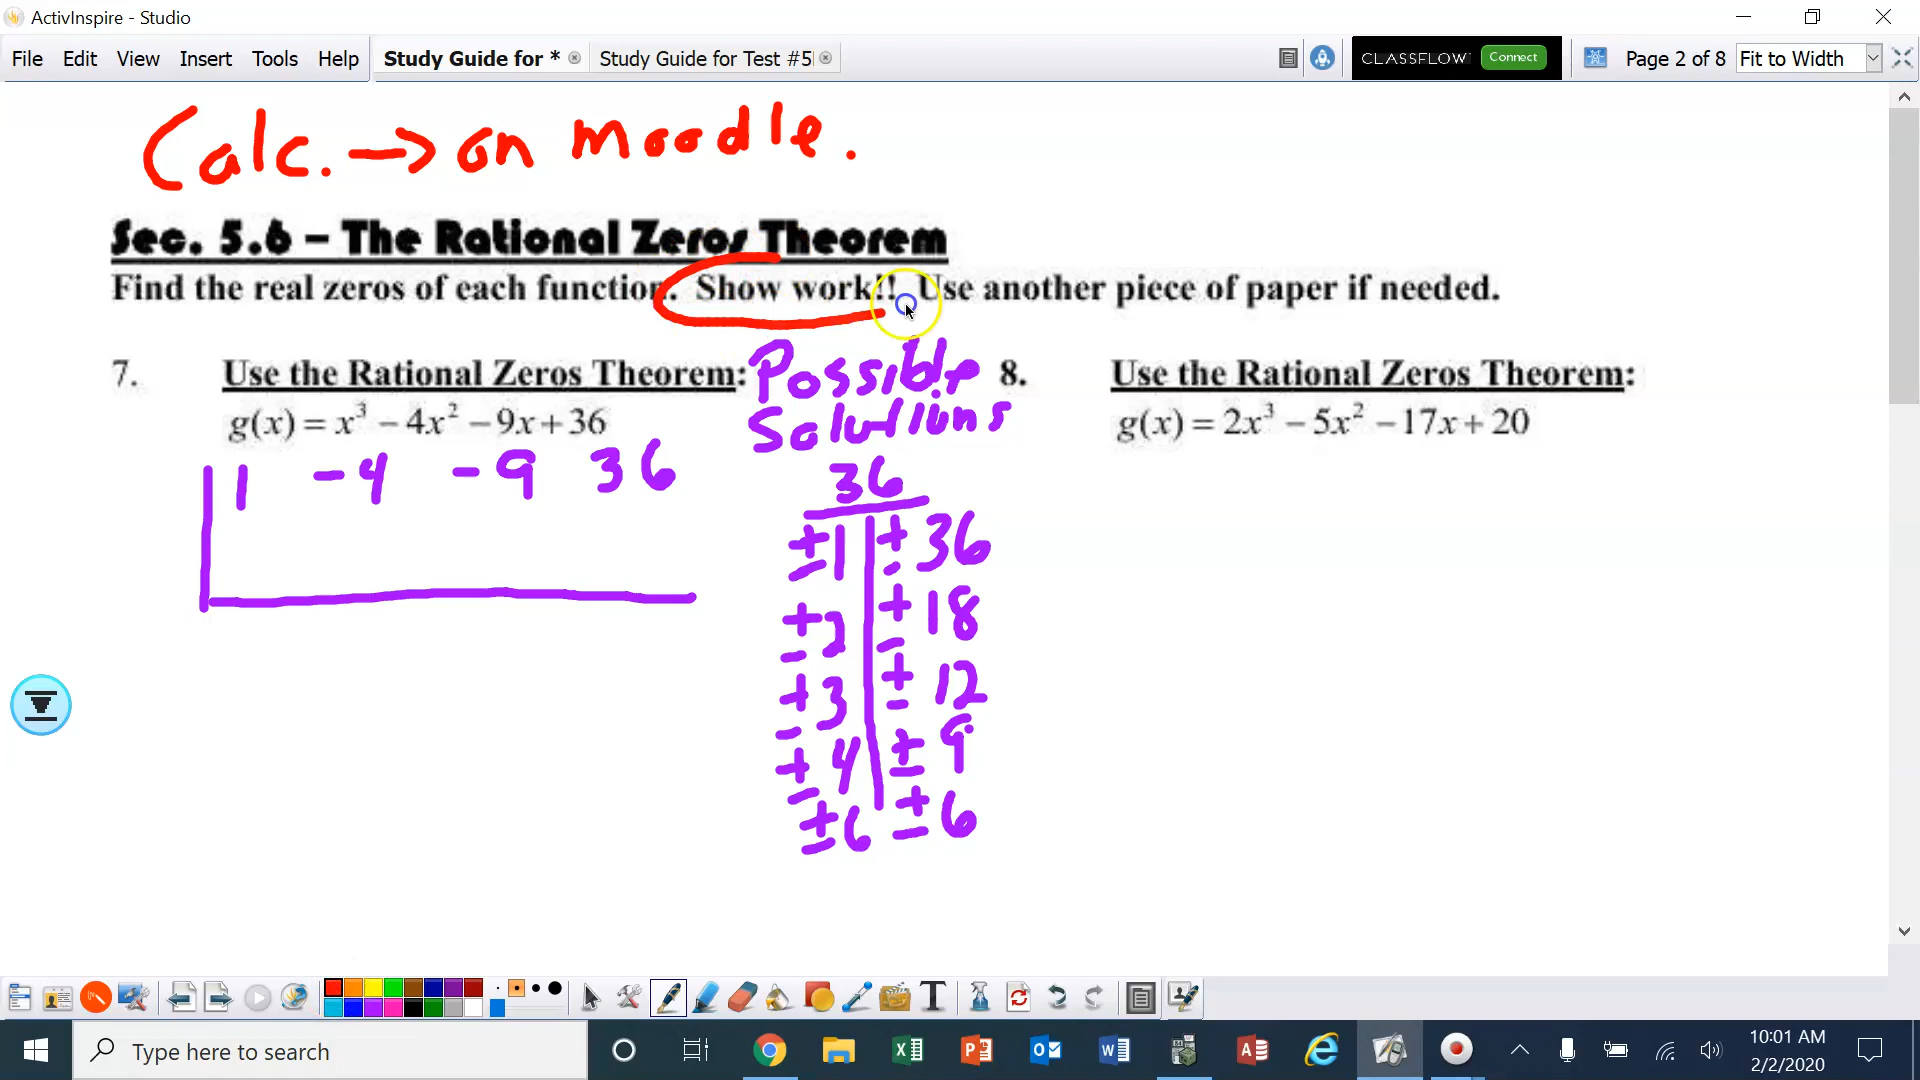 ActivInspire - Studio
File Edit View Insert Tools Help Study Guide for * Study Guide for Test #5 CLASSFLOW Connect Page 2 of 8 Fit to Width
Calc. → on moodle.
Sec. 5.6 – The Rational Zeros Theorem
Find the real zeros of each function. Show work!! Use another piece of paper if needed.
7. Use the Rational Zeros Theorem:
g(x) = x³ − 4x² − 9x + 36
1 -4 -9 36
Possible
Solutions
36
±1 ±36
±2 ±18
±3 ±12
±4 ±9
±6 ±6
8. Use the Rational Zeros Theorem:
g(x) = 2x³ − 5x² − 17x + 20
Type here to search
10:01 AM
2/2/2020